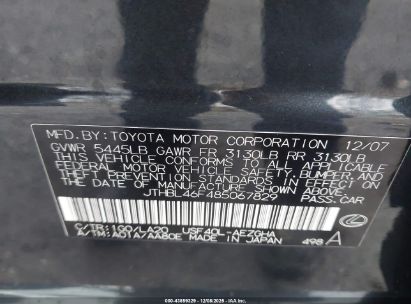 MFD.BY:TOYOTA MOTOR CORPORATION 12/07
GVWR 5445LB GAWR FR 3130LB RR 3130LB
THIS VEHICLE CONFORMS TO ALL APPLICABLE
FEDERAL MOTOR VEHICLE SAFETY, BUMPER, AND
THEFT PREVENTION STANDARDS IN EFFECT ON
THE DATE OF MANUFACTURE SHOWN ABOVE.
JTHBL46F485067829 PASS.CAR
C/TR:1G0/LA20 USF40L-AEZGHA
A/TM:A01A/AA80E MADE IN JAPAN 498 A